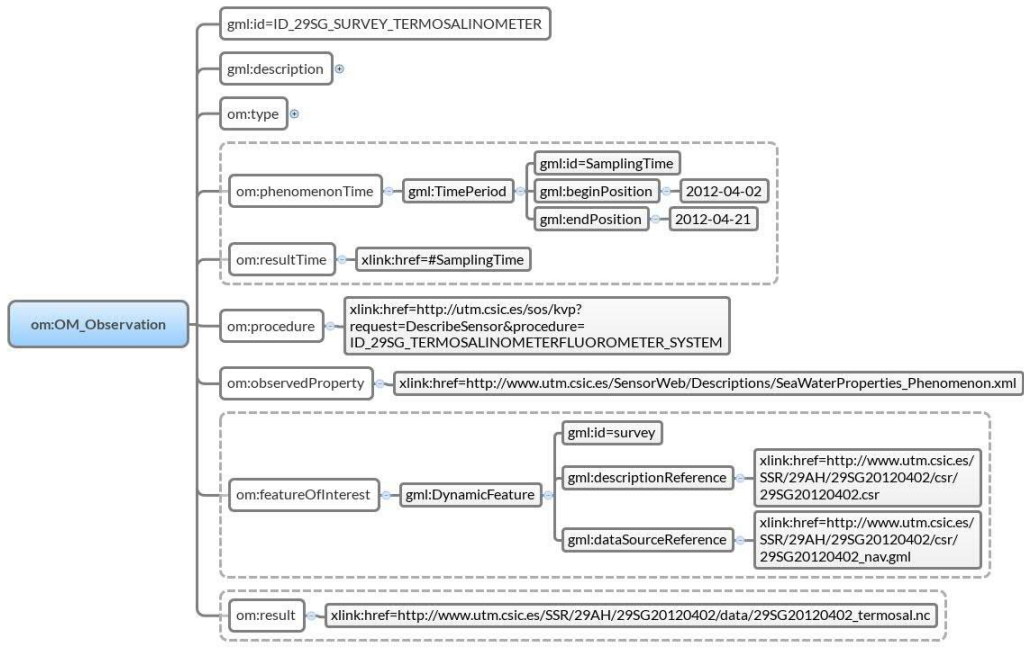 gml:id=ID_29SG_SURVEY_TERMOSALINOMETER
gml:description
om:type
om:phenomenonTime
gml:TimePeriod
gml:id=SamplingTime
gml:beginPosition
2012-04-02
gml:endPosition
2012-04-21
om:resultTime
xlink:href=#SamplingTime
om:OM_Observation
om:procedure
xlink:href=http://utm.csic.es/sos/kvp?
request=DescribeSensor&procedure=
ID_29SG_TERMOSALINOMETERFLUOROMETER_SYSTEM
om:observedProperty
xlink:href=http://www.utm.csic.es/SensorWeb/Descriptions/SeaWaterProperties_Phenomenon.xml
om:featureOfInterest
gml:DynamicFeature
gml:id=survey
gml:descriptionReference
xlink:href=http://www.utm.csic.es/
SSR/29AH/29SG20120402/csr/
29SG20120402.csr
gml:dataSourceReference
xlink:href=http://www.utm.csic.es/
SSR/29AH/29SG20120402/csr/
29SG20120402_nav.gml
om:result
xlink:href=http://www.utm.csic.es/SSR/29AH/29SG20120402/data/29SG20120402_termosal.nc